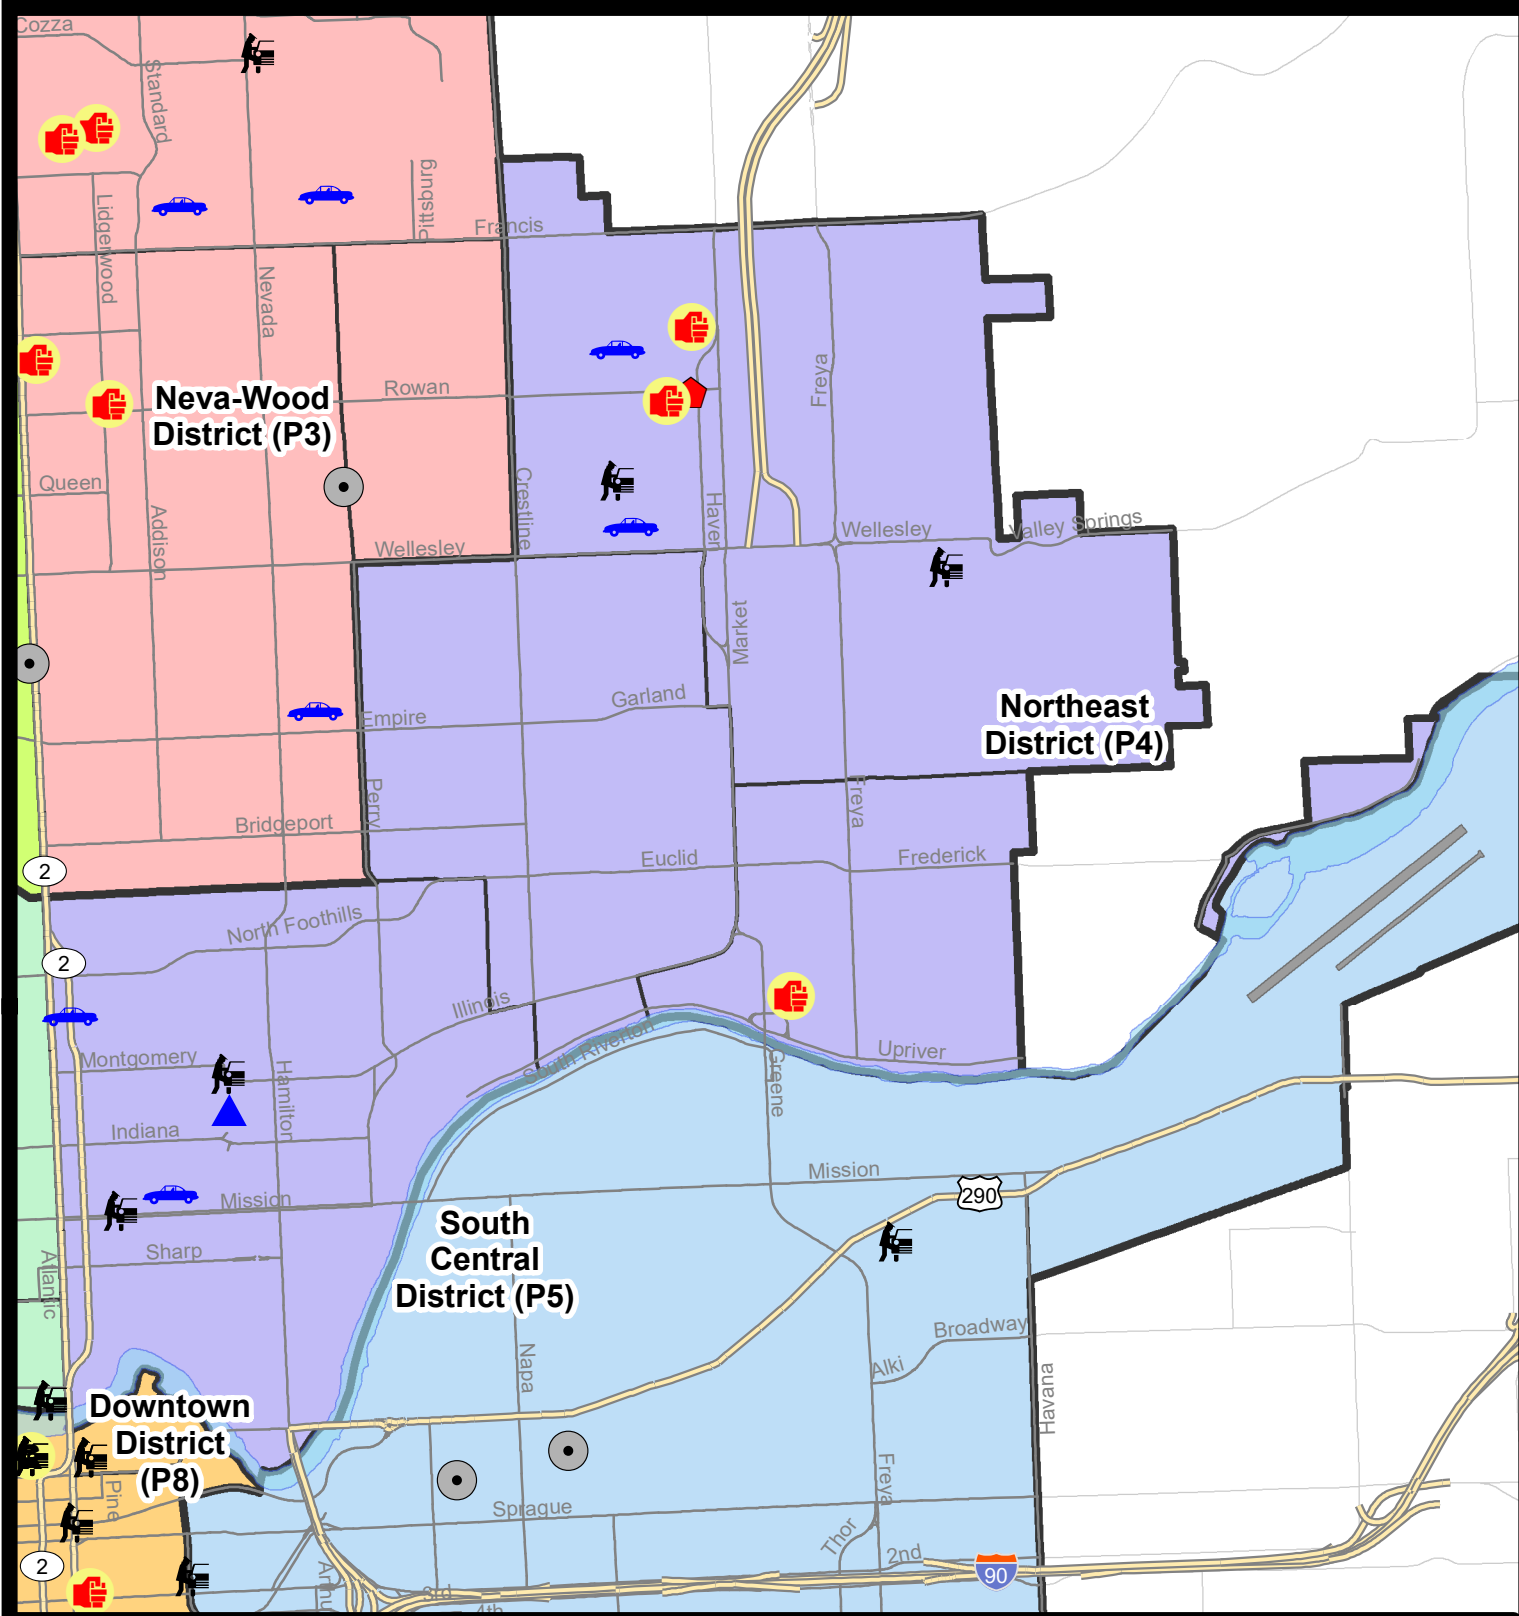 Cozza
Standard
Pittsburg
Lidgerwood
Francis
Nevada
Freya
Rowan
Neva-Wood
District (P3)
Queen
Crestline
Haven
Addison
Wellesley
Wellesley
Valley Springs
Market
Garland
Empire
Northeast
District (P4)
Perry
Freya
Bridgeport
Euclid
Frederick
2
North Foothills
2
Illinois
South Riverton
Upriver
Montgomery
Hamilton
Greene
Indiana
Mission
290
Mission
South
Central
District (P5)
Sharp
Atlantic
Broadway
Alki
Napa
Havana
Downtown
District
(P8)
Pine
Freya
Sprague
Thor
2nd
2
90
3rd
4th